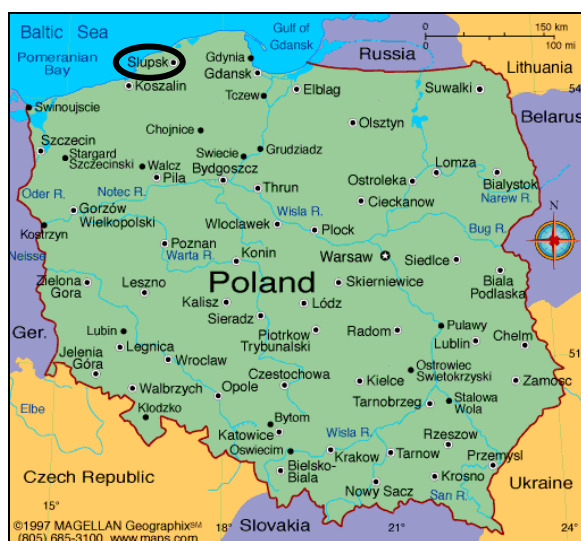 Baltic Sea
Gulf of
Gdansk
150 km
0
0
100 mi
Pomeranian
Bay
Slupsk
Gdynia
Russia
Lithuania
Gdansk
Koszalin
Tczew
Elblag
Suwalki
54
Swinoujscie
Belarus
Chojnice
Olsztyn
Szczecin
Stargard
Szczecinski
Walcz
Swiecie
Grudziadz
Lomza
Pila
Bydgoszcz
Bialystok
Oder R.
Notec R.
Thrun
Ostroleka
Narew R.
Gorzów
Wielkopolski
Cieckanow
N
Kostrzyn
Wloclawek
Wisla R.
Plock
Bug R.
Poznan
Neisse
Warta R.
Konin
Warsaw
Siedlce
Zielona
Gora
Leszno
Poland
Skierniewice
Biala
Podlaska
Kalisz
Lódz
Ger.
Lubin
Sieradz
Piotrkow
Trybunalski
Radom
Pulawy
Lublin
Chelm
51
Legnica
Jelenia
Góra
Wroclaw
Ostrowiec
Swietokrzyski
Walbrzych
Opole
Czestochowa
Kielce
Zamosc
Elbe
Klodzko
Tarnobrzeg
Stalowa
Wola
Bytom
Katowice
Wisla R.
Rzeszow
Oswiecim
Krakow
Tarnow
Przemysl
Czech Republic
Bielsko-
Biala
Nowy Sacz
Krosno
San R.
Ukraine
15°
18°
Slovakia
21°
24°
©1997 MAGELLAN Geographix℠
(805) 685-3100 www.maps.com